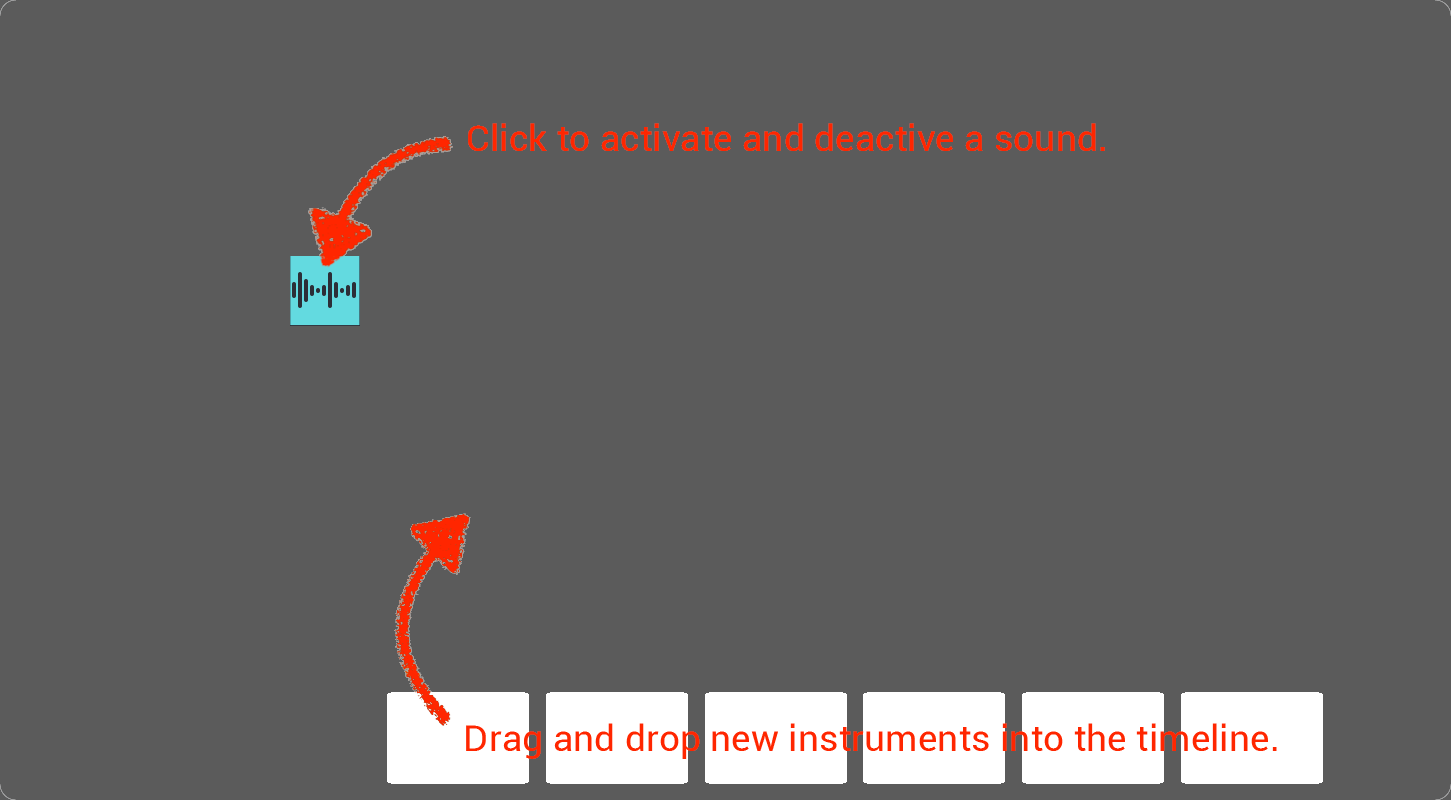 Click to activate and deactive a sound.
Drag and drop new instruments into the timeline.